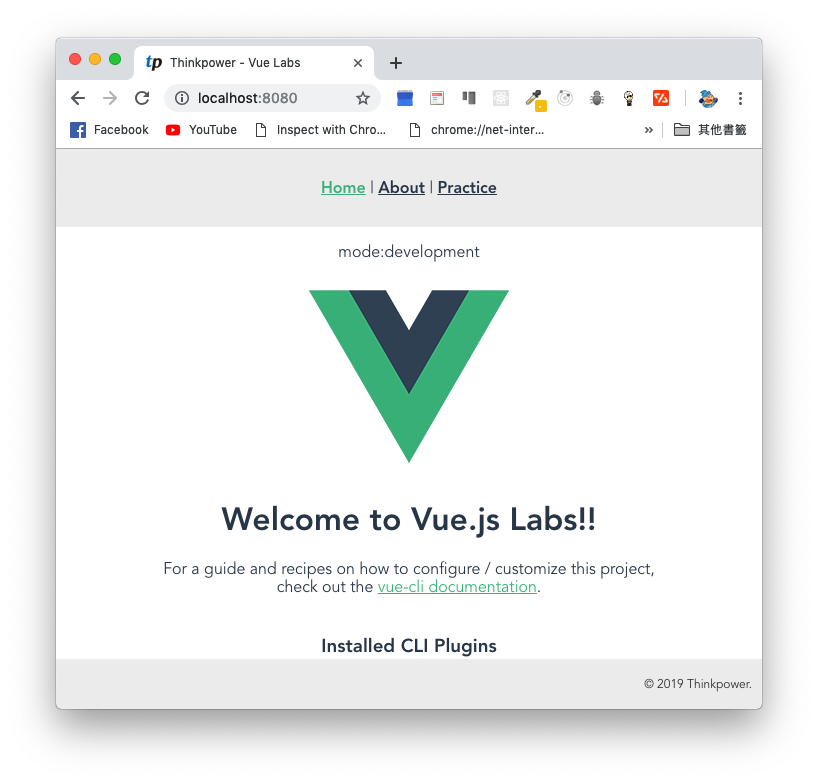 tp Thinkpower - Vue Labs
localhost:8080
Facebook YouTube Inspect with Chro... chrome://net-inter... » 其他書籤
Home | About | Practice
mode:development
Welcome to Vue.js Labs!!
For a guide and recipes on how to configure / customize this project,
check out the vue-cli documentation.
Installed CLI Plugins
© 2019 Thinkpower.